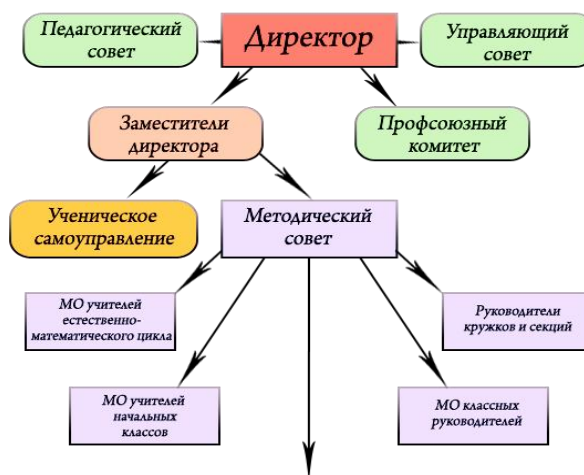 Педагогический
совет
Директор
Управляющий
совет
Заместители
директора
Профсоюзный
комитет
Ученическое
самоуправление
Методический
совет
МО учителей
естественно-
математического цикла
Руководители
кружков и секций
МО учителей
начальных
классов
МО классных
руководителей